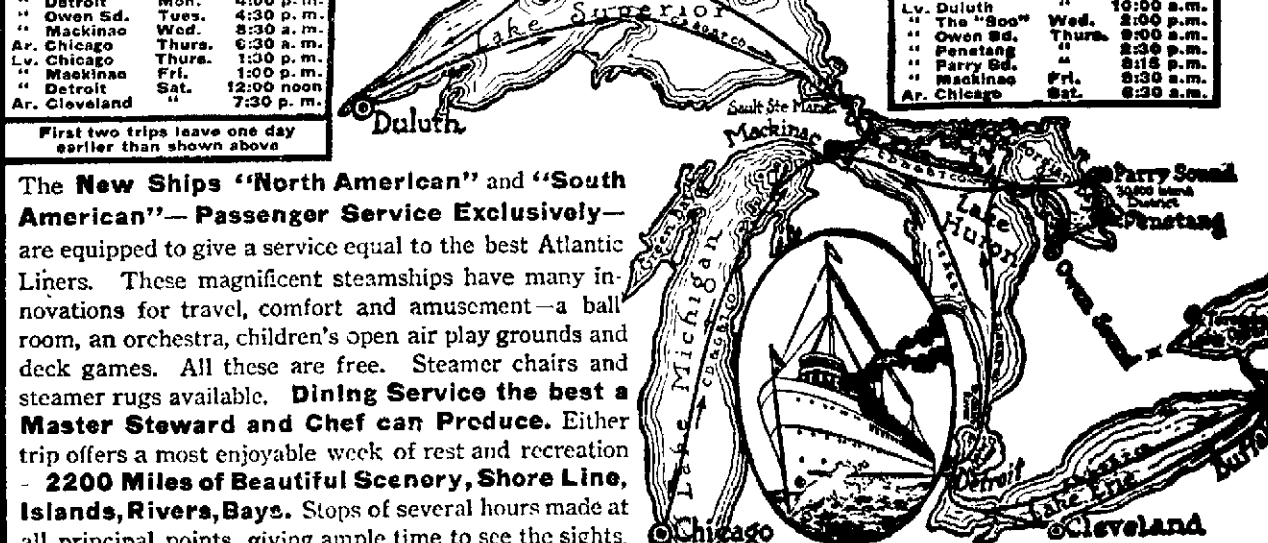 " Detroit Mon. 4:00 p. m.
" Owen Sd. Tues. 4:30 p. m.
" Mackinac Wed. 8:30 a. m.
Ar. Chicago Thurs. 6:30 a. m.
Lv. Chicago Thurs. 1:30 p. m.
" Mackinac Fri. 1:00 p. m.
" Detroit Sat. 12:00 noon
Ar. Cleveland " 7:30 p. m.
First two trips leave one day
earlier than shown above
Lv. Duluth " 10:00 a.m.
" The "Soo" Wed. 2:00 p.m.
" Owen Sd. Thurs. 9:00 a.m.
" Penetang " 2:30 p.m.
" Parry Sd. " 8:15 p.m.
" Mackinac Fri. 8:30 a.m.
Ar. Chicago Sat. 6:30 a.m.
The New Ships "North American" and "South
American"— Passenger Service Exclusively—
are equipped to give a service equal to the best Atlantic
Liners. These magnificent steamships have many in-
novations for travel, comfort and amusement—a ball
room, an orchestra, children's open air play grounds and
deck games. All these are free. Steamer chairs and
steamer rugs available. Dining Service the best a
Master Steward and Chef can Produce. Either
trip offers a most enjoyable week of rest and recreation
- 2200 Miles of Beautiful Scenery, Shore Line,
Islands, Rivers, Bays. Stops of several hours made at
all principal points, giving ample time to see the sights.
Lake Superior
Duluth
Sault Ste Marie
Mackinac
Parry Sound
30,000 Island
District
Penetang
Lake
Huron
Owen Sound
Green Bay
Lake Michigan
Chicago
Detroit
Lake Erie
Cleveland